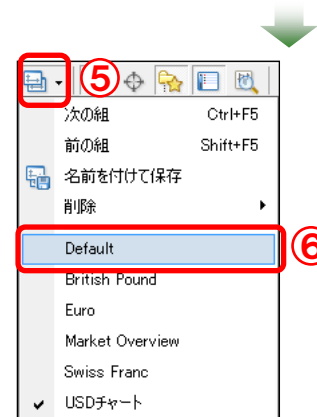 ⑤
次の組 Ctrl+F5
前の組 Shift+F5
名前を付けて保存
削除
Default
⑥
British Pound
Euro
Market Overview
Swiss Franc
USDチャート